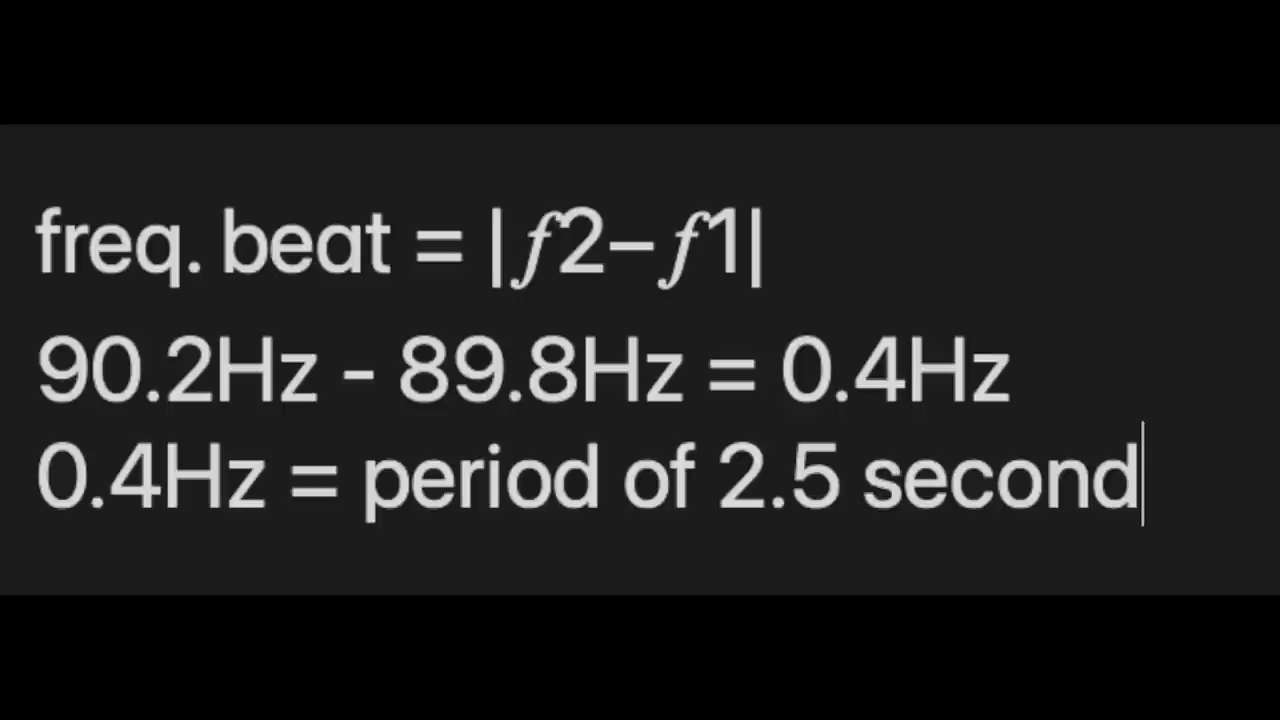 freq. beat = |𝑓2–𝑓1|
90.2Hz - 89.8Hz = 0.4Hz
0.4Hz = period of 2.5 second